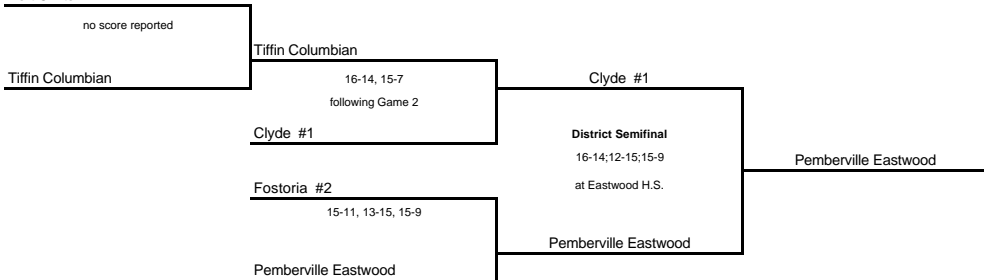 no score reported
Tiffin Columbian
Tiffin Columbian
16-14, 15-7
Clyde #1
following Game 2
Clyde #1
District Semifinal
16-14;12-15;15-9
Pemberville Eastwood
at Eastwood H.S.
Fostoria #2
15-11, 13-15, 15-9
Pemberville Eastwood
Pemberville Eastwood